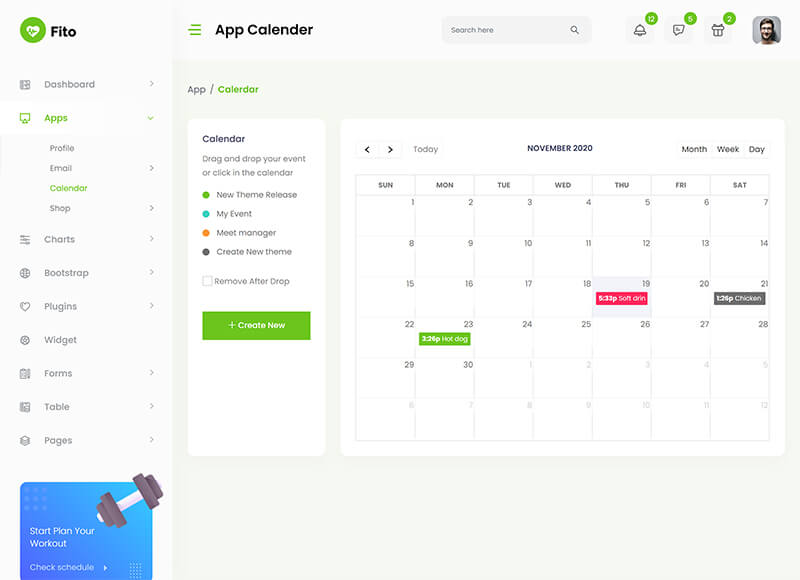 Fito
App Calender
Search here
12
5
2
Dashboard
Apps
Profile
Email
Calendar
Shop
Charts
Bootstrap
Plugins
Widget
Forms
Table
Pages
Start Plan Your
Workout
Check schedule
App / Calerdar
Calendar
Drag and drop your event
or click in the calendar
New Theme Release
My Event
Meet manager
Create New theme
Remove After Drop
+ Create New
Today
NOVEMBER 2020
Month Week Day
SUN MON TUE WED THU FRI SAT
1 2 3 4 5 6 7
8 9 10 11 12 13 14
15 16 17 18 19 20 21
5:33p Soft drin
1:26p Chicken
22 23 24 25 26 27 28
3:26p Hot dog
29 30 1 2 3 4 5
6 7 8 9 10 11 12